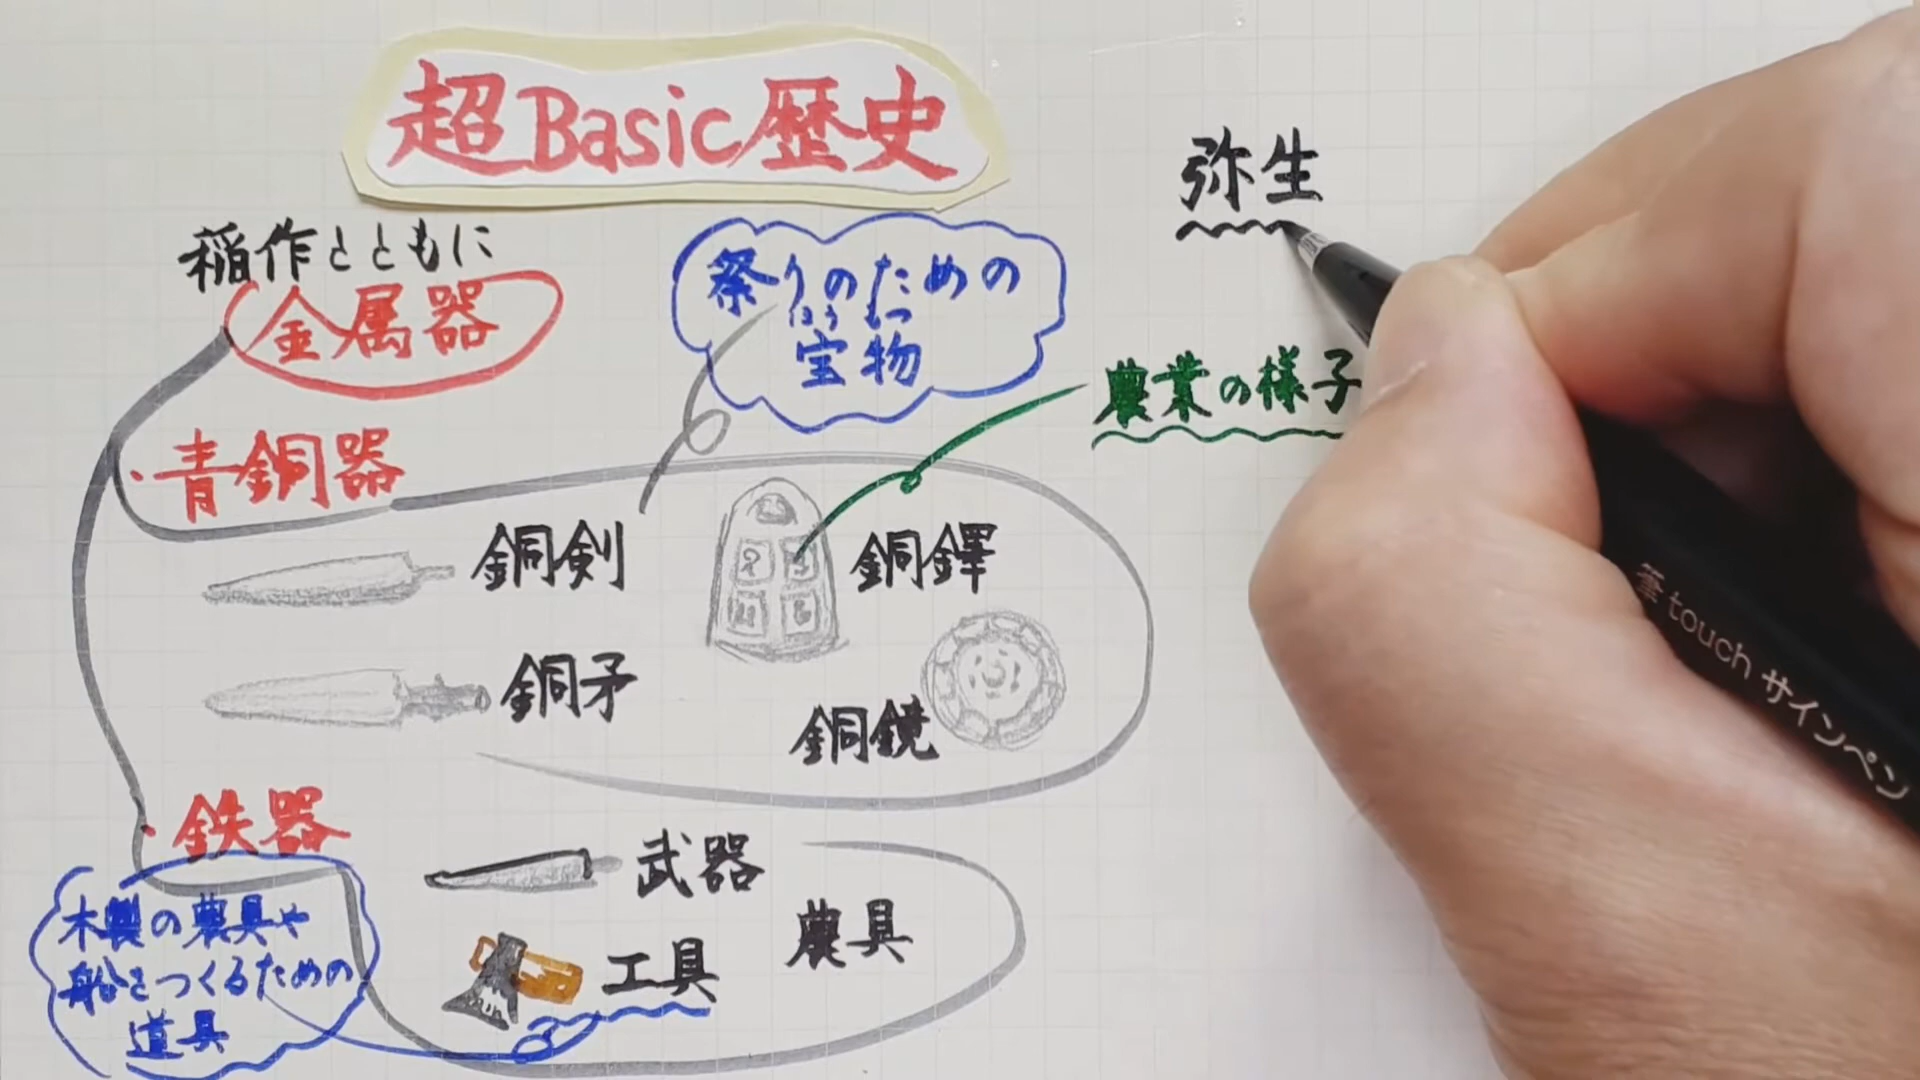 超Basic歴史
弥生
稲作とともに
金属器
祭りのための
ほう もつ
宝物
農業の様子
・青銅器
銅剣
銅鐸
銅矛
銅鏡
・鉄器
武器
木製の農具や
船をつくるための
道具
工具
農具
筆touchサインペン